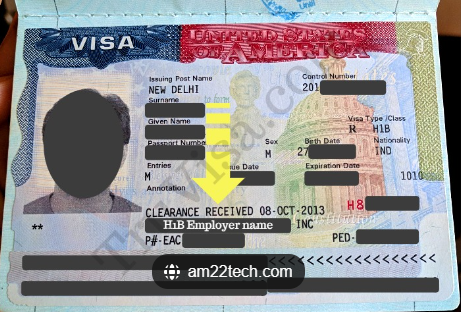 VISA
UNITED STATES
OF AMERICA
Issuing Post Name
NEW DELHI
Control Number
201
Surname
Given Name
Visa Type /Class
R H1B
Passport Number
Sex
M
Birth Date
27
Nationality
IND
Entries
M
Issue Date
Expiration Date
Annotation
1010
CLEARANCE RECEIVED 08-OCT-2013
H8
H1B Employer name INC
**
P#-EAC
PED-
<<<<<<<<<<<<<<<
am22tech.com